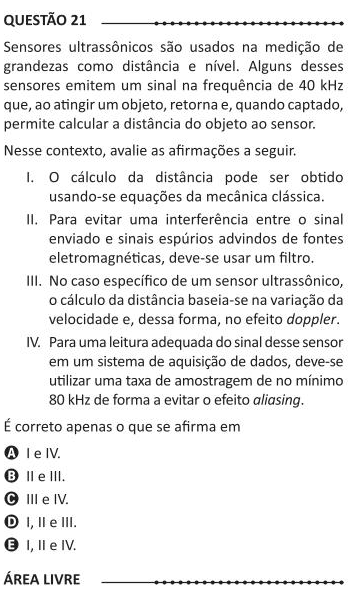 QUESTÃO 21
Sensores ultrassônicos são usados na medição de
grandezas como distância e nível. Alguns desses
sensores emitem um sinal na frequência de 40 kHz
que, ao atingir um objeto, retorna e, quando captado,
permite calcular a distância do objeto ao sensor.
Nesse contexto, avalie as afirmações a seguir.
I. O cálculo da distância pode ser obtido
usando-se equações da mecânica clássica.
II. Para evitar uma interferência entre o sinal
enviado e sinais espúrios advindos de fontes
eletromagnéticas, deve-se usar um filtro.
III. No caso específico de um sensor ultrassônico,
o cálculo da distância baseia-se na variação da
velocidade e, dessa forma, no efeito doppler.
IV. Para uma leitura adequada do sinal desse sensor
em um sistema de aquisição de dados, deve-se
utilizar uma taxa de amostragem de no mínimo
80 kHz de forma a evitar o efeito aliasing.
É correto apenas o que se afirma em
A I e IV.
B II e III.
C III e IV.
D I, II e III.
E I, II e IV.
ÁREA LIVRE